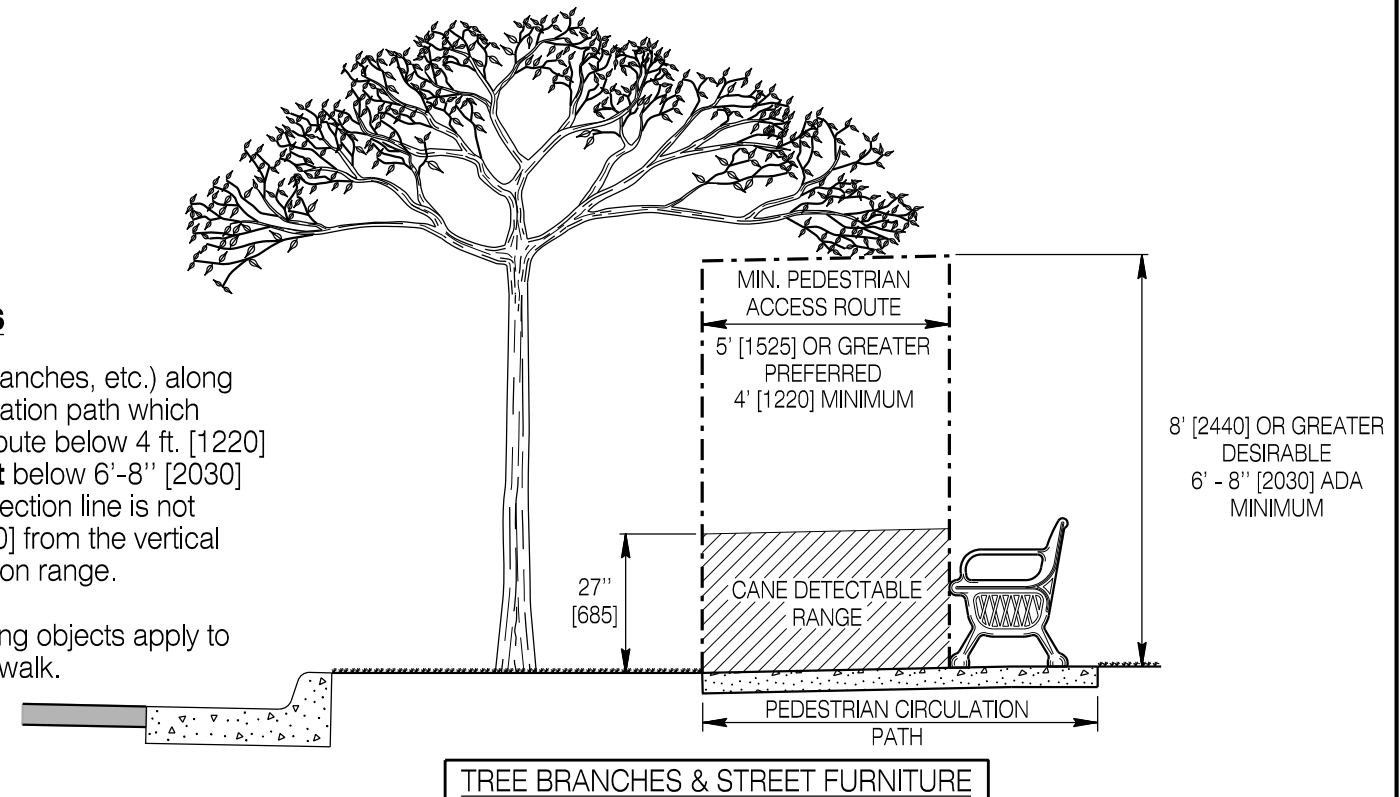 MIN. PEDESTRIAN
ACCESS ROUTE
5' [1525] OR GREATER
PREFERRED
4' [1220] MINIMUM
8' [2440] OR GREATER
DESIRABLE
6' - 8'' [2030] ADA
MINIMUM
anches, etc.) along
ation path which
oute below 4 ft. [1220]
t below 6'-8'' [2030]
ection line is not
0] from the vertical
on range.
ng objects apply to
walk.
27''
[685]
CANE DETECTABLE
RANGE
PEDESTRIAN CIRCULATION
PATH
TREE BRANCHES & STREET FURNITURE